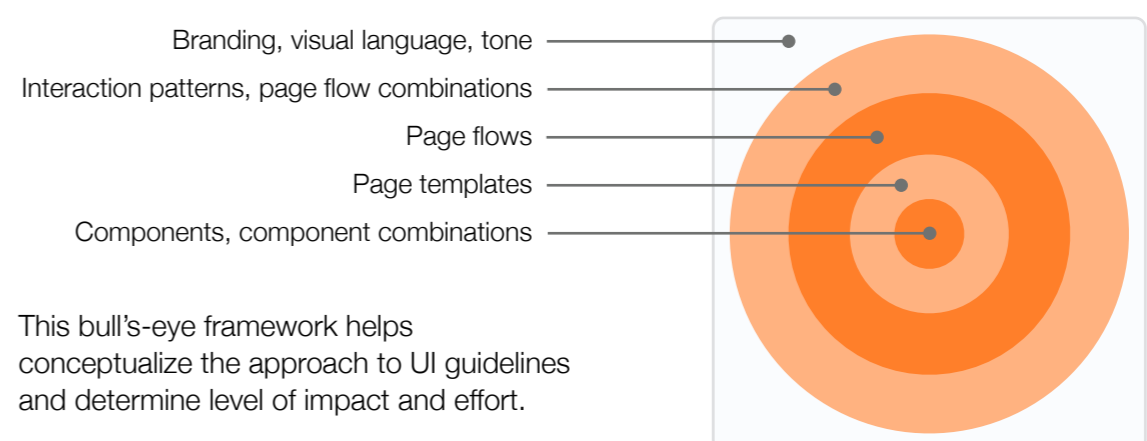 Branding, visual language, tone
Interaction patterns, page flow combinations
Page flows
Page templates
Components, component combinations
This bull’s-eye framework helps
conceptualize the approach to UI guidelines
and determine level of impact and effort.